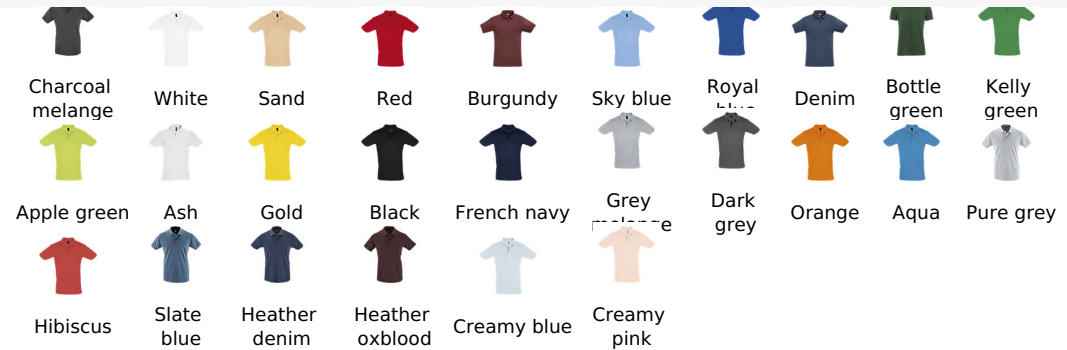 Charcoal melange
White
Sand
Red
Burgundy
Sky blue
Royal blue
Denim
Bottle green
Kelly green
Apple green
Ash
Gold
Black
French navy
Grey melange
Dark grey
Orange
Aqua
Pure grey
Hibiscus
Slate blue
Heather denim
Heather oxblood
Creamy blue
Creamy pink